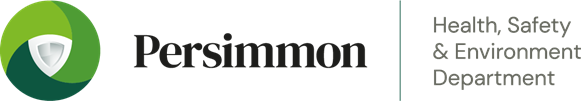 Persimmon
Health, Safety
& Environment
Department